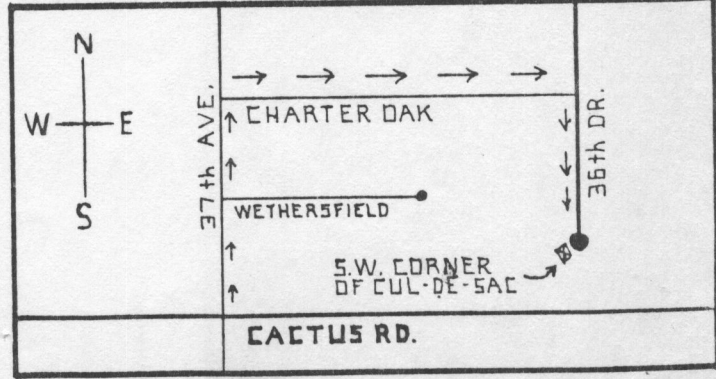 N
W E
S
37th AVE.
CHARTER OAK
36th DR.
WETHERSFIELD
S.W. CORNER
OF CUL-DE-SAC
CACTUS RD.